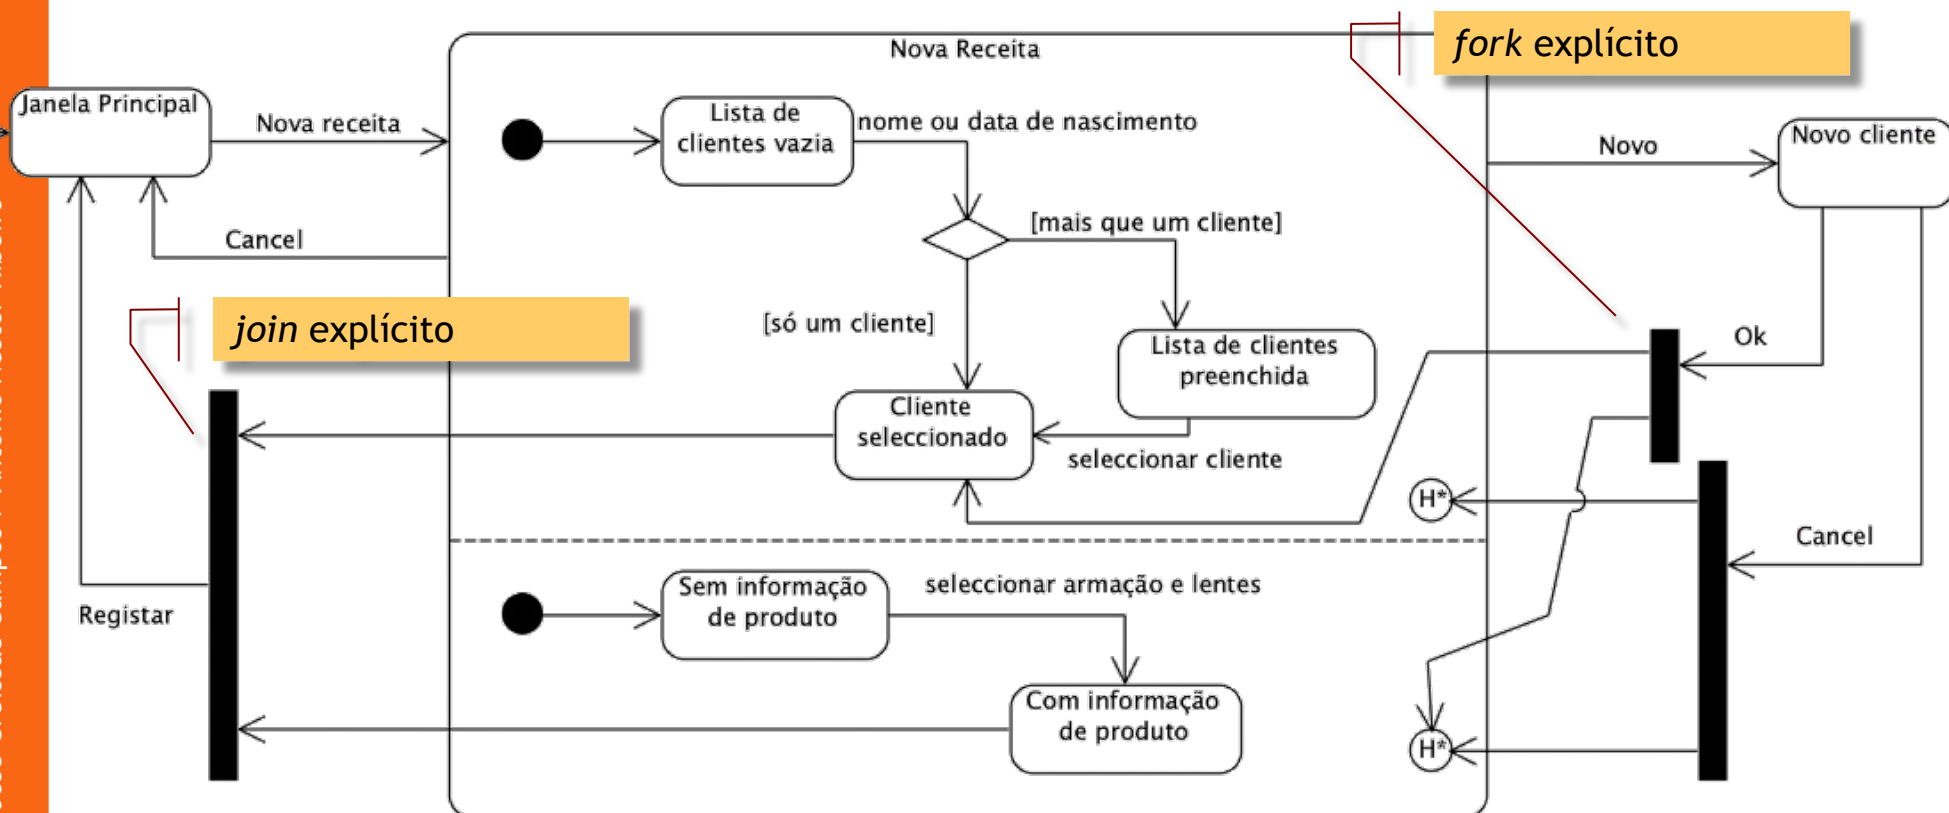 Nova Receita
fork explícito
Janela Principal
Nova receita
Lista de
clientes vazia
nome ou data de nascimento
Novo
Novo cliente
Cancel
[mais que um cliente]
join explícito
[só um cliente]
Lista de clientes
preenchida
Ok
Cliente
seleccionado
seleccionar cliente
H*
Cancel
Sem informação
de produto
seleccionar armação e lentes
Registar
Com informação
de produto
H*